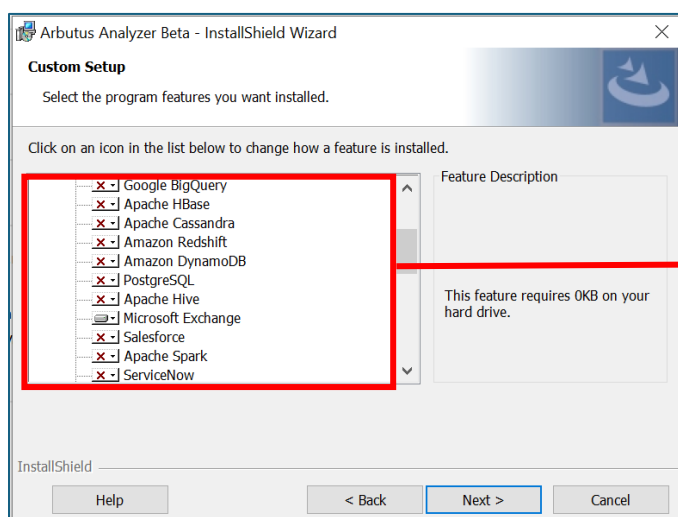 Arbutus Analyzer Beta - InstallShield Wizard
Custom Setup
Select the program features you want installed.
Click on an icon in the list below to change how a feature is installed.
Google BigQuery
Apache HBase
Apache Cassandra
Amazon Redshift
Amazon DynamoDB
PostgreSQL
Apache Hive
Microsoft Exchange
Salesforce
Apache Spark
ServiceNow
Feature Description
This feature requires 0KB on your
hard drive.
InstallShield
Help
< Back
Next >
Cancel